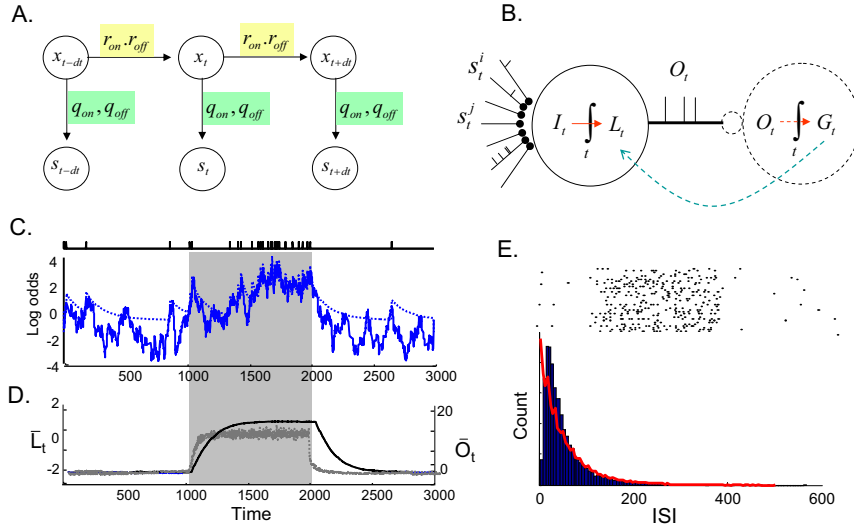 A.
r_on.r_off r_on.r_off
x_t−dt x_t x_t+dt
q_on, q_off q_on, q_off q_on, q_off
s_t−dt s_t s_t+dt
B.
s_t^i
s_t^j
O_t
I_t ∫_t L_t
O_t ∫_t G_t
C.
Log odds
4
2
0
-2
-4
500 1000 1500 2000 2500 3000
D.
L̄_t
2
0
-2
20
0
Ō_t
500 1000 1500 2000 2500 3000
Time
E.
Count
0 200 400 600
ISI